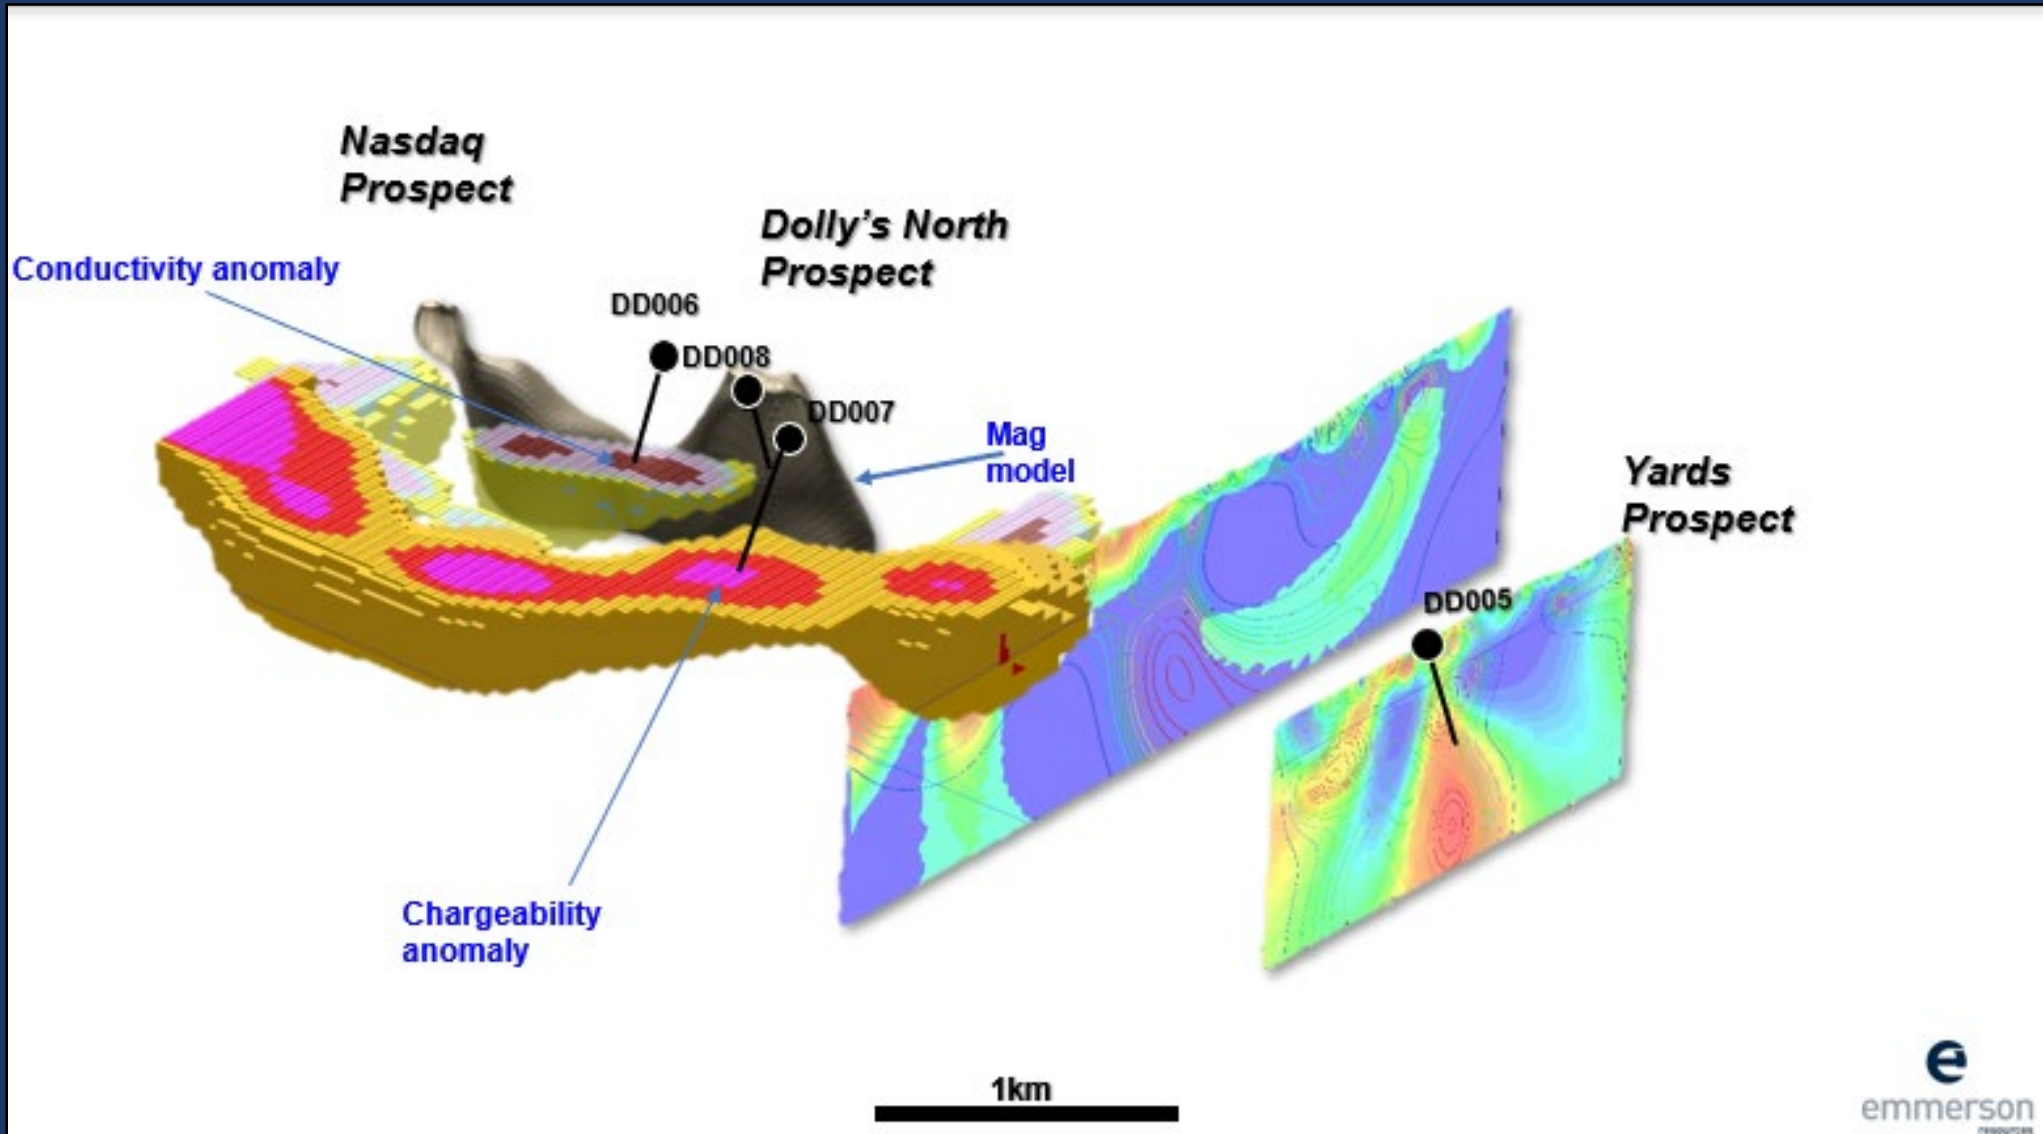 Nasdaq
Prospect
Dolly's North
Prospect
Conductivity anomaly
DD006
DD008
DD007
Mag
model
Yards
Prospect
DD005
Chargeability
anomaly
1km
emmerson
resources